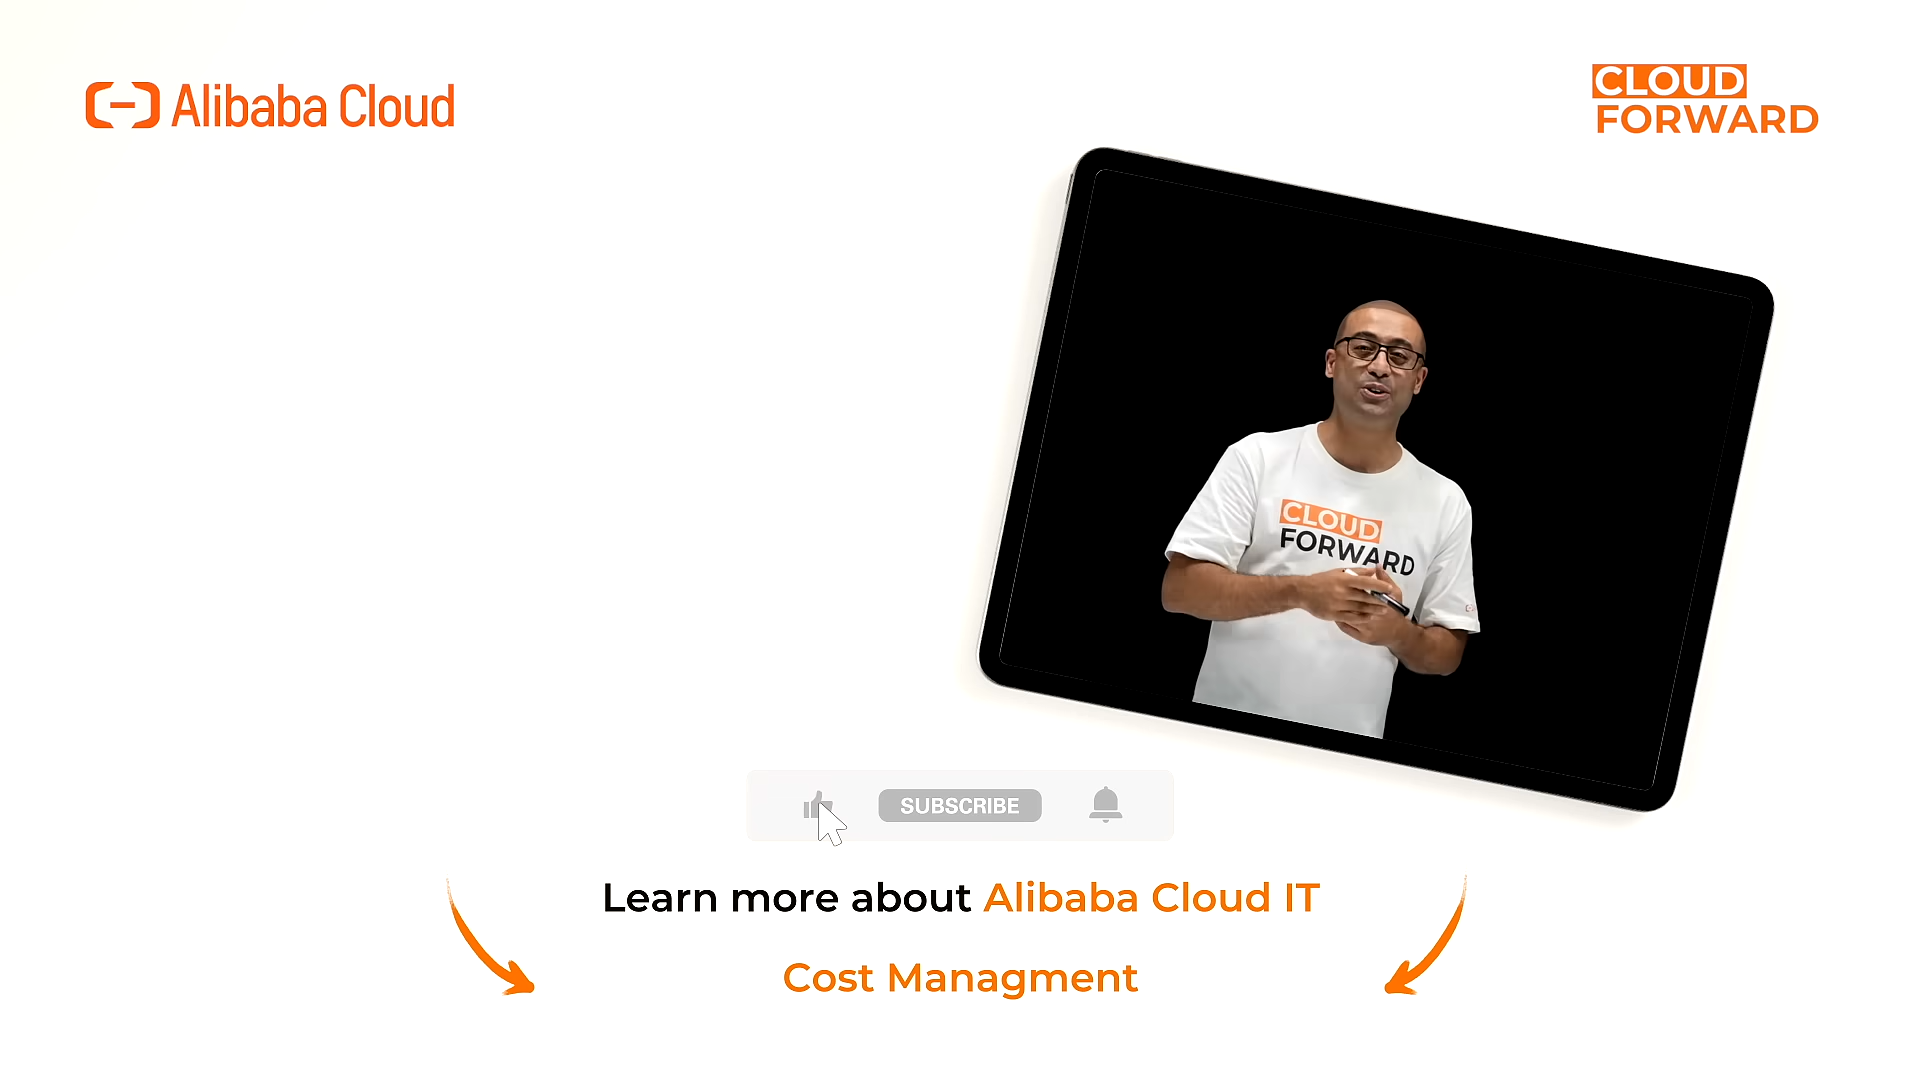 Alibaba Cloud
CLOUD
FORWARD
CLOUD
FORWARD
SUBSCRIBE
Learn more about Alibaba Cloud IT
Cost Managment